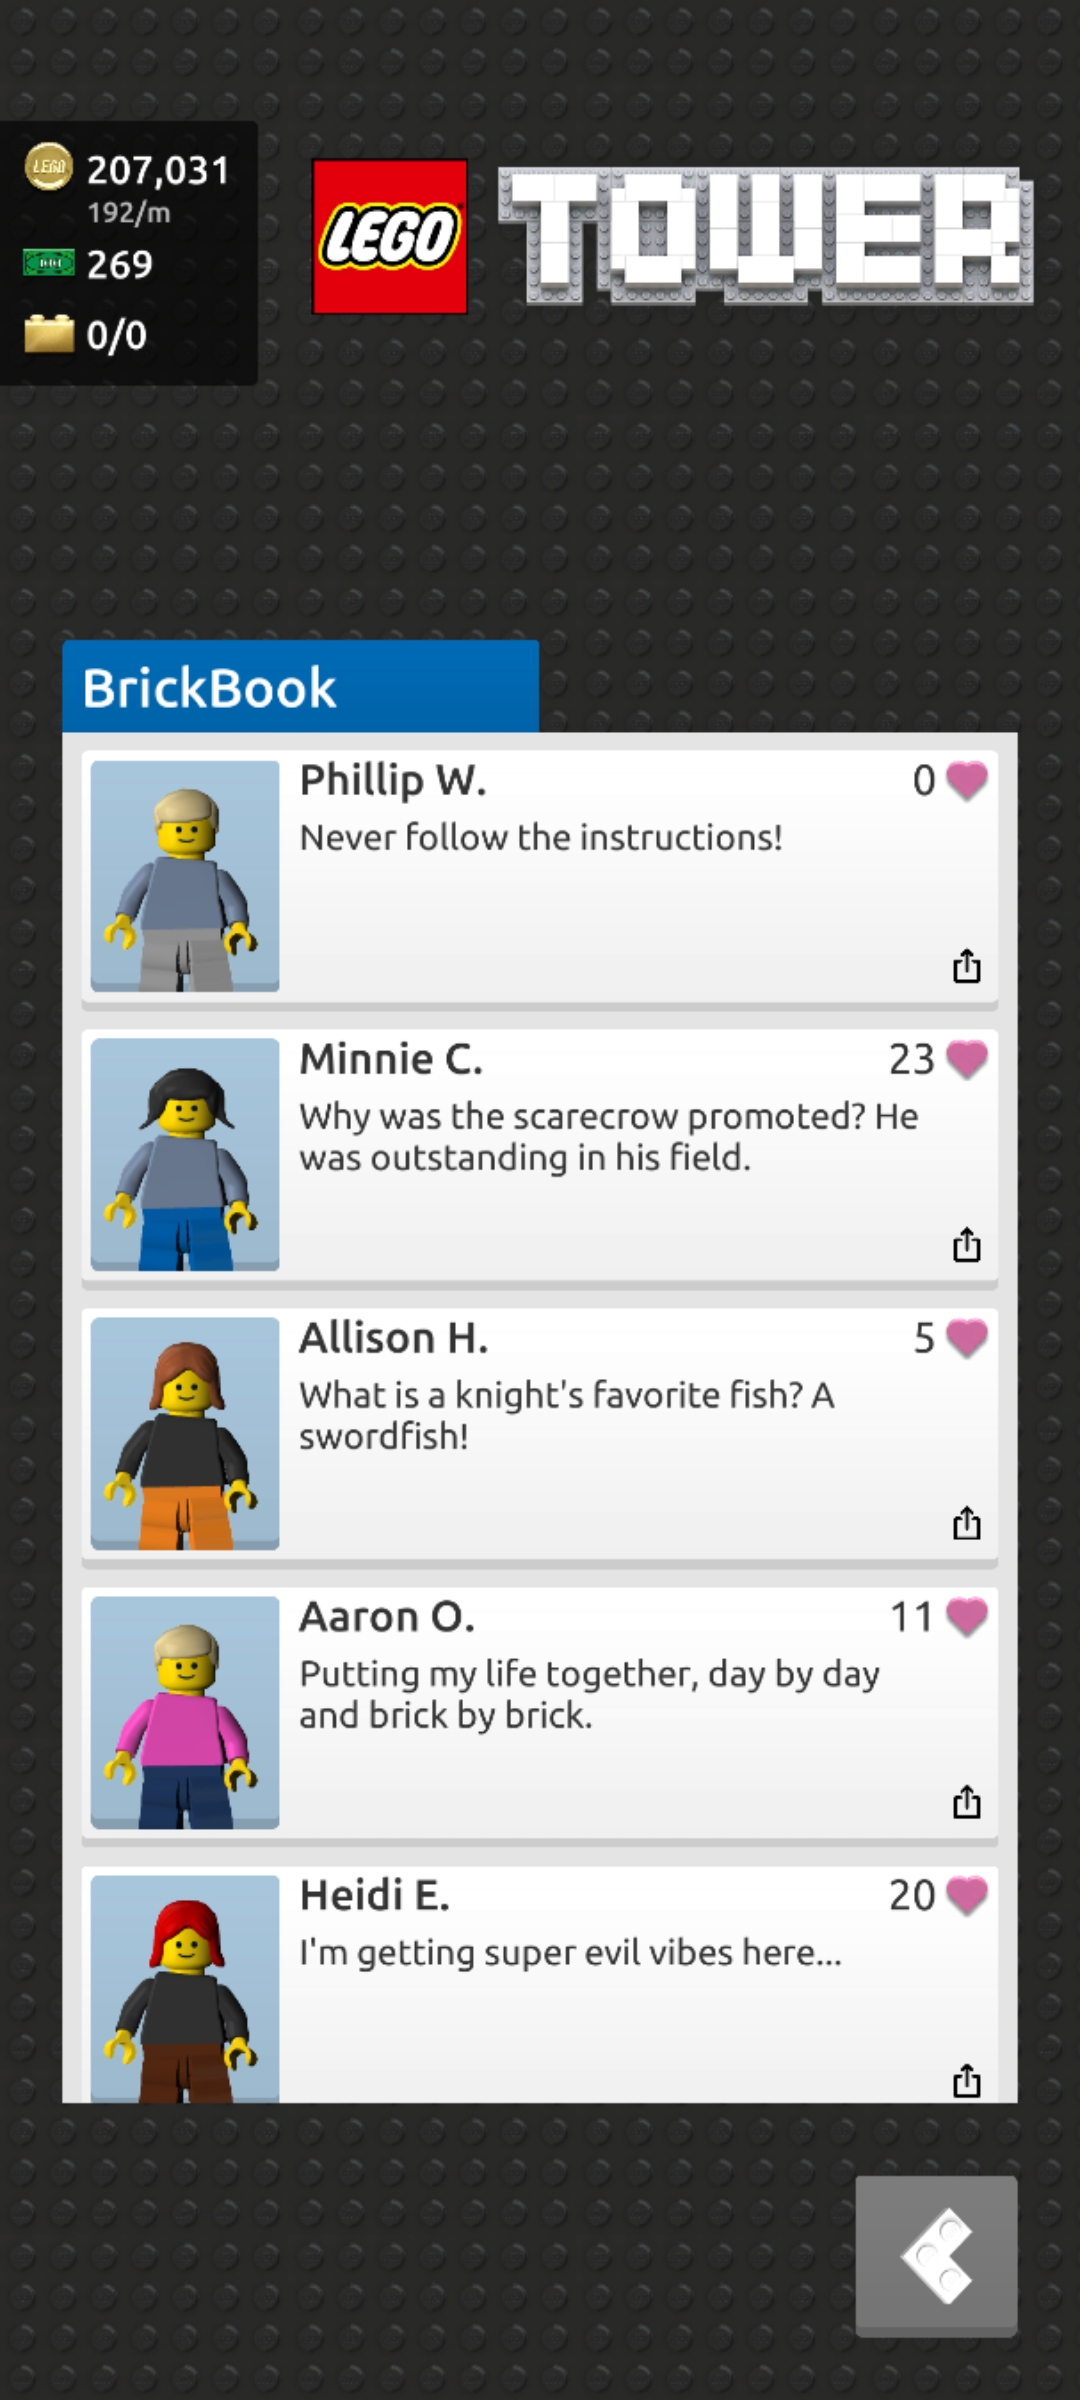 LEGO
207,031
192/m
269
0/0
LEGO
TOWER
BrickBook
Phillip W.
0
Never follow the instructions!
Minnie C.
23
Why was the scarecrow promoted? He
was outstanding in his field.
Allison H.
5
What is a knight's favorite fish? A
swordfish!
Aaron O.
11
Putting my life together, day by day
and brick by brick.
Heidi E.
20
I'm getting super evil vibes here...